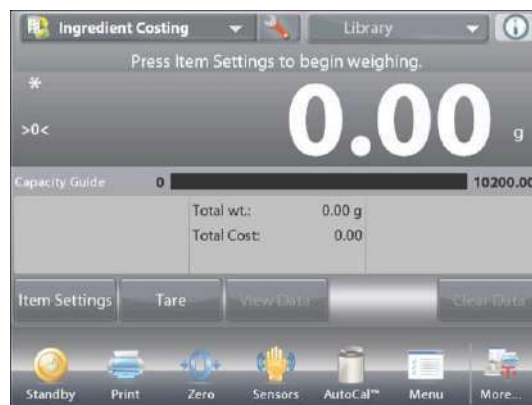 Ingredient Costing Library
Press Item Settings to begin weighing.
*
>0< 0.00 g
Capacity Guide 0 10200.00
Total wt.: 0.00 g
Total Cost: 0.00
Item Settings Tare View Data Clear Data
Standby Print Zero Sensors AutoCal™ Menu More...